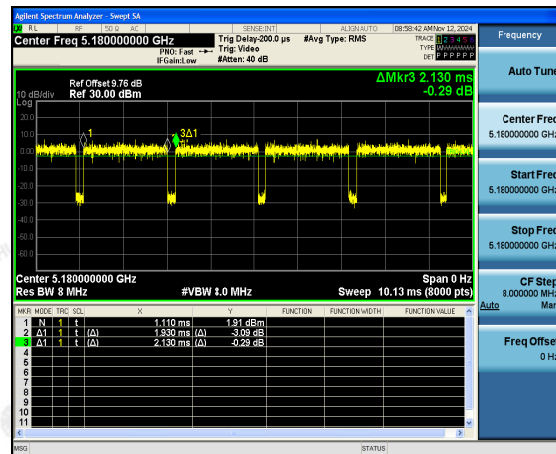 Agilent Spectrum Analyzer - Swept SA
RL RF 50 Ω AC SENSE:INT ALIGN AUTO 08:58:42 AM Nov 12, 2024
Center Freq 5.180000000 GHz
PNO: Fast
IFGain:Low
Trig Delay-200.0 µs
Trig: Video
#Atten: 40 dB
#Avg Type: RMS
TRACE 1 2 3 4 5 6
TYPE
DET P P P P P P
Ref Offset 9.76 dB
Ref 30.00 dBm
10 dB/div
Log
ΔMkr3 2.130 ms
-0.29 dB
20.0
10.0
0.00
-10.0
-20.0
-30.0
-40.0
-50.0
-60.0
1
3Δ1
Center 5.180000000 GHz Span 0 Hz
Res BW 8 MHz #VBW 8.0 MHz Sweep 10.13 ms (8000 pts)
MKR MODE TRC SCL X Y FUNCTION FUNCTION WIDTH FUNCTION VALUE
1 N 1 t 1.110 ms 1.91 dBm
2 Δ1 1 t (Δ) 1.930 ms (Δ) -3.09 dB
3 Δ1 1 t (Δ) 2.130 ms (Δ) -0.29 dB
4
5
6
7
8
9
10
11
MSG STATUS
Frequency
Auto Tune
Center Freq
5.180000000 GHz
Start Freq
5.180000000 GHz
Stop Freq
5.180000000 GHz
CF Step
8.000000 MHz
Auto Man
Freq Offset
0 Hz